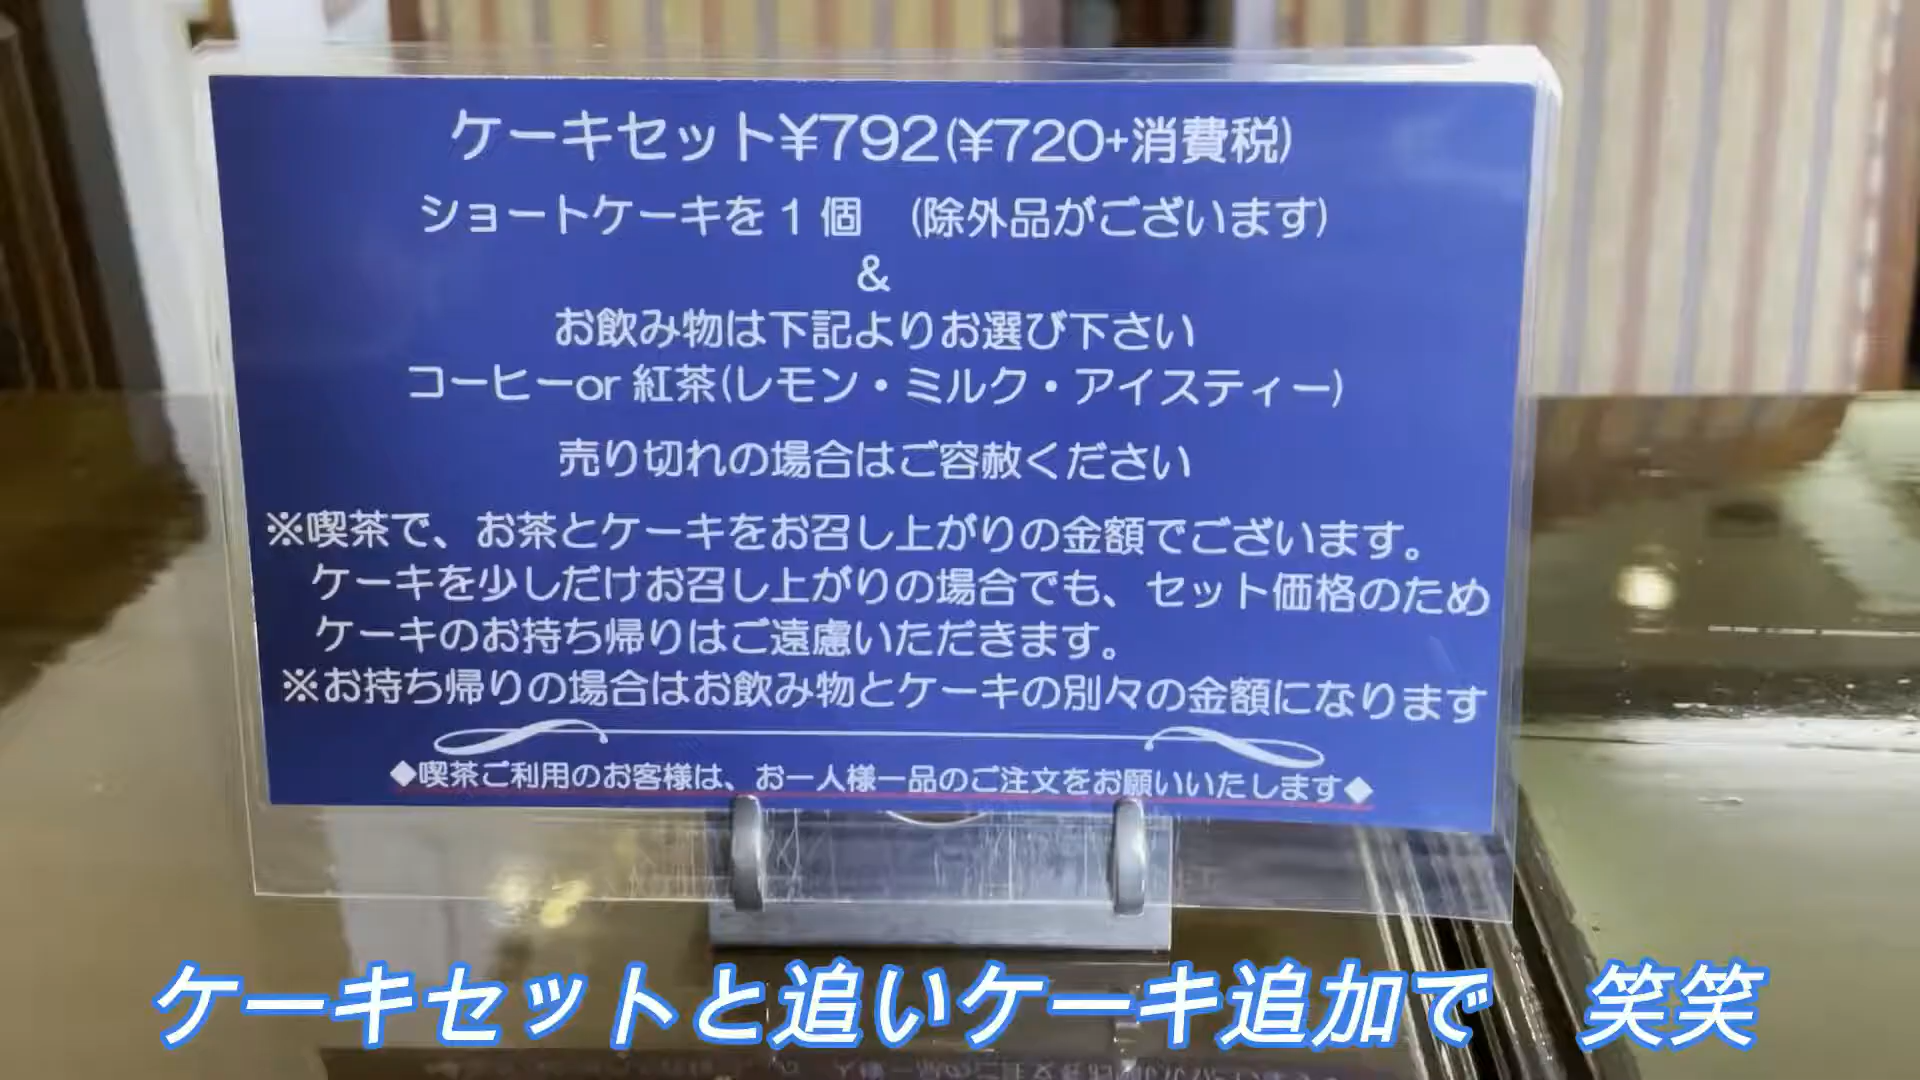 ケーキセット¥792(¥720+消費税)
ショートケーキを1個 (除外品がございます)
&
お飲み物は下記よりお選び下さい
コーヒーor 紅茶(レモン・ミルク・アイスティー)
売り切れの場合はご容赦ください
※喫茶で、お茶とケーキをお召し上がりの金額でございます。
ケーキを少しだけお召し上がりの場合でも、セット価格のため
ケーキのお持ち帰りはご遠慮いただきます。
※お持ち帰りの場合はお飲み物とケーキの別々の金額になります
◆喫茶ご利用のお客様は、お一人様一品のご注文をお願いいたします◆
ケーキセットと追いケーキ追加で 笑笑